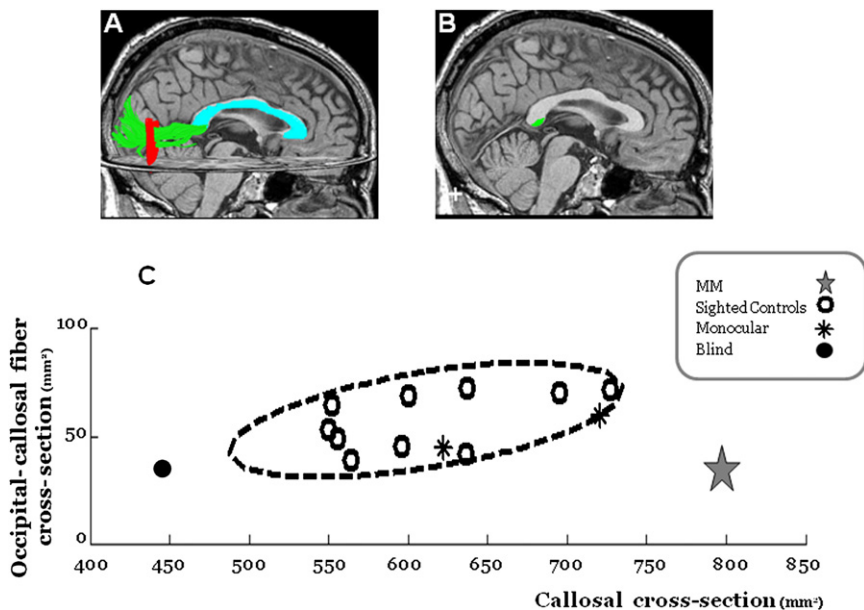 A
B
C
MM
Sighted Controls
Monocular
Blind
Occipital-callosal fiber
cross-section (mm²)
100
50
0
400 450 500 550 600 650 700 750 800 850
Callosal cross-section (mm²)